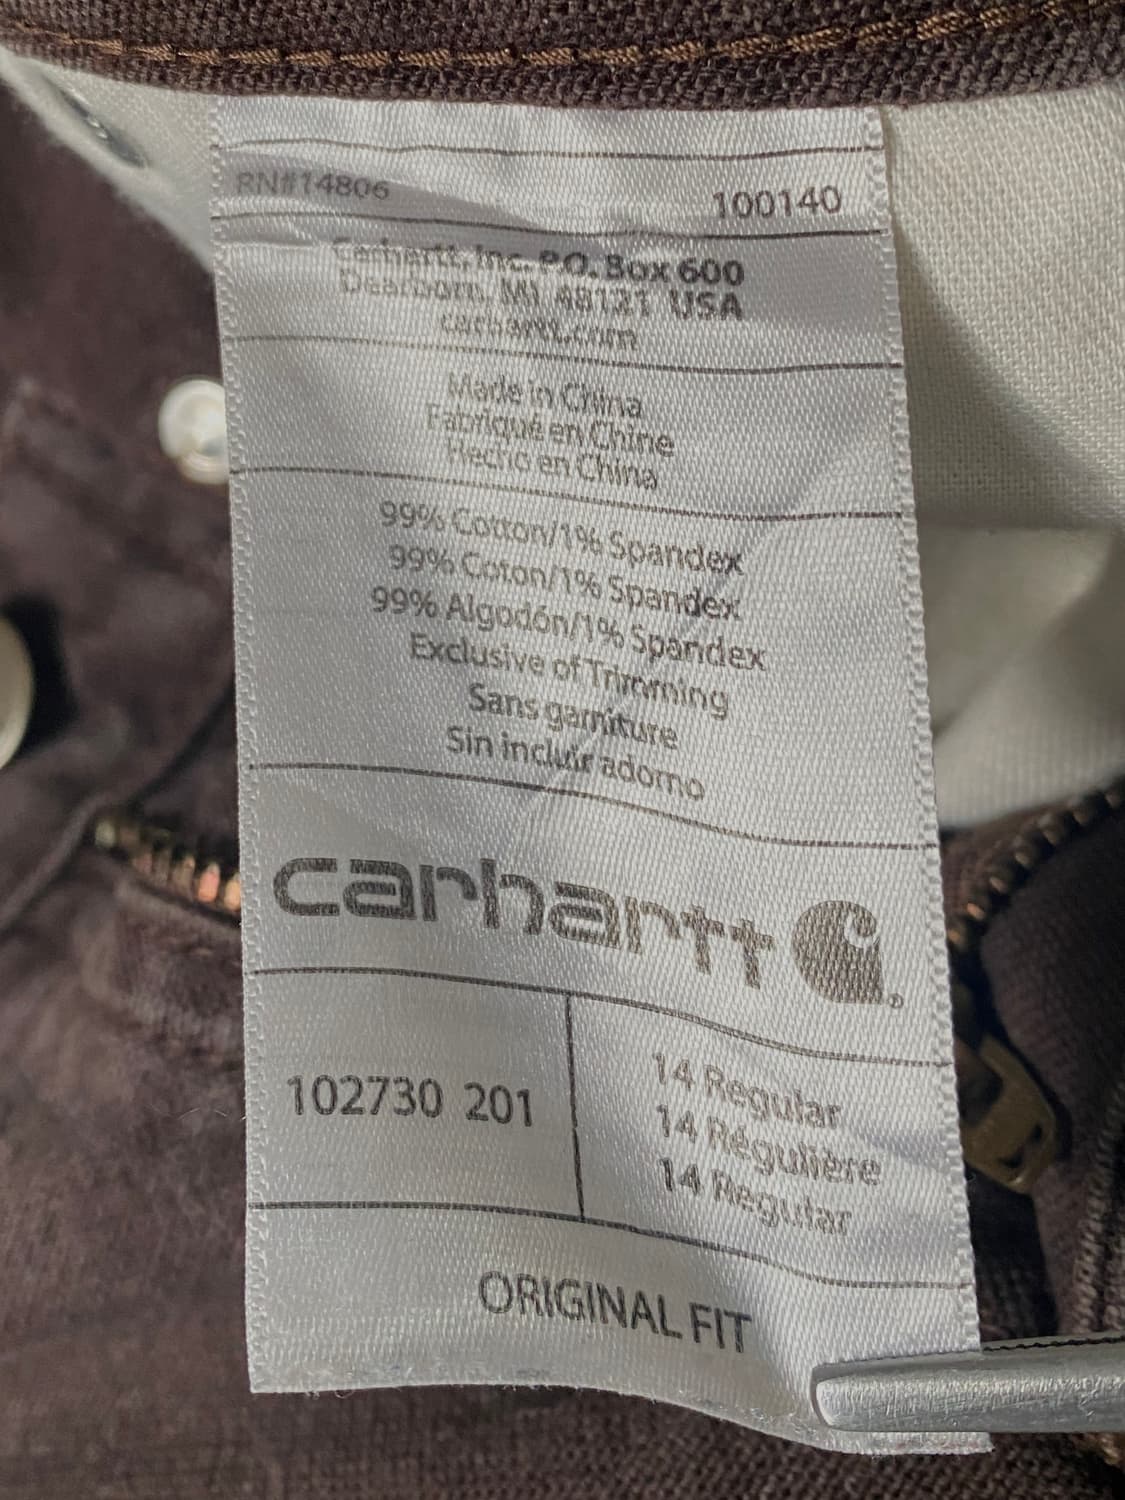 RN#14806 100140
Carhartt, Inc. P.O. Box 600
Dearborn, MI 48121 USA
carhartt.com
Made in China
Fabriqué en Chine
Hecho en China
99% Cotton/1% Spandex
99% Coton/1% Spandex
99% Algodón/1% Spandex
Exclusive of Trimming
Sans garniture
Sin incluir adorno
carhartt ®
102730 201
14 Regular
14 Régulière
14 Regular
ORIGINAL FIT